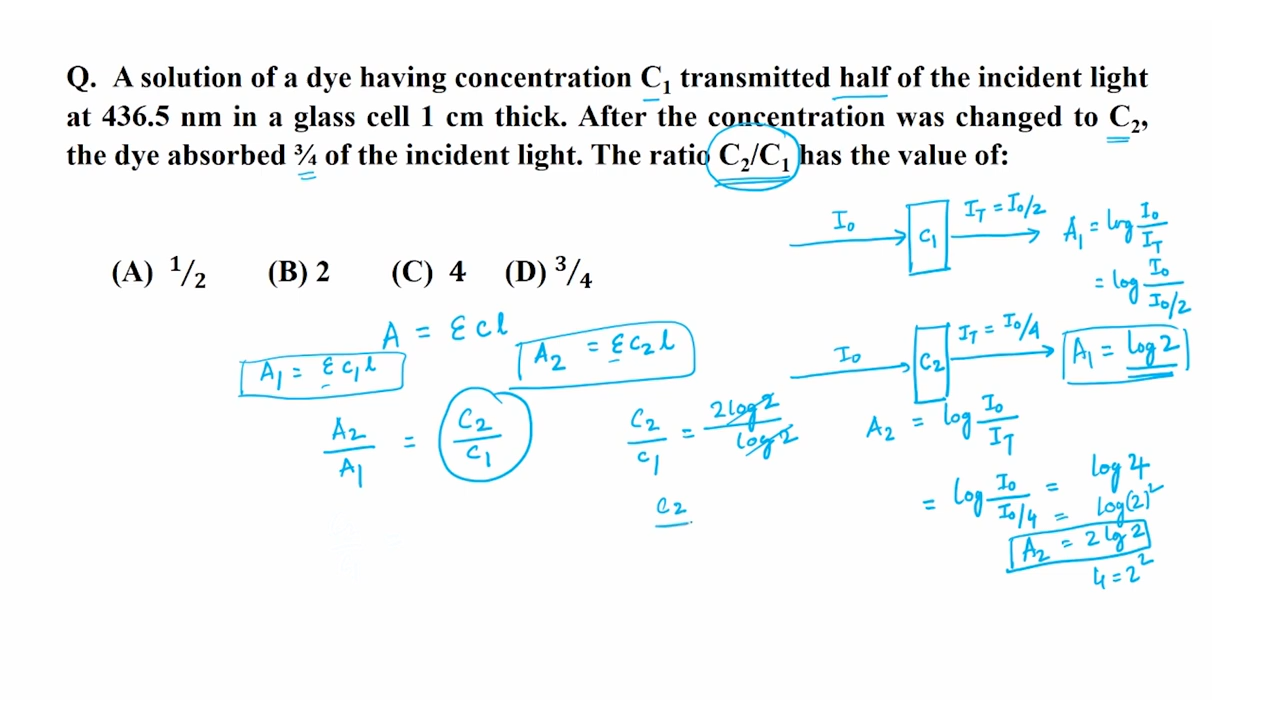 Q. A solution of a dye having concentration C₁ transmitted half of the incident light
at 436.5 nm in a glass cell 1 cm thick. After the concentration was changed to C₂,
the dye absorbed ¾ of the incident light. The ratio C₂/C₁ has the value of:
(A) 1/2 (B) 2 (C) 4 (D) 3/4
I₀ C₁ I_T = I₀/2
A₁ = log I₀/I_T
= log I₀/(I₀/2)
A₁ = log 2
A = εcl
A₁ = εc₁l
A₂ = εc₂l
A₂/A₁ = C₂/C₁
C₂/C₁ = 2log2/log2
C₂
I₀ C₂ I_T = I₀/4
A₂ = log I₀/I_T
= log I₀/(I₀/4) = log 4
= log(2)²
A₂ = 2 lg 2
4 = 2²